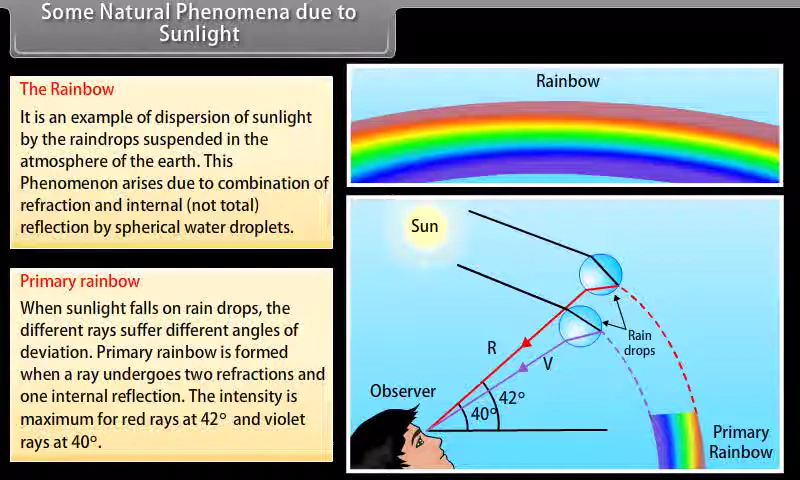 Some Natural Phenomena due to
Sunlight
The Rainbow
It is an example of dispersion of sunlight
by the raindrops suspended in the
atmosphere of the earth. This
Phenomenon arises due to combination of
refraction and internal (not total)
reflection by spherical water droplets.
Primary rainbow
When sunlight falls on rain drops, the
different rays suffer different angles of
deviation. Primary rainbow is formed
when a ray undergoes two refractions and
one internal reflection. The intensity is
maximum for red rays at 42° and violet
rays at 40°.
Rainbow
Sun
Rain
drops
R
V
Observer
42°
40°
Primary
Rainbow